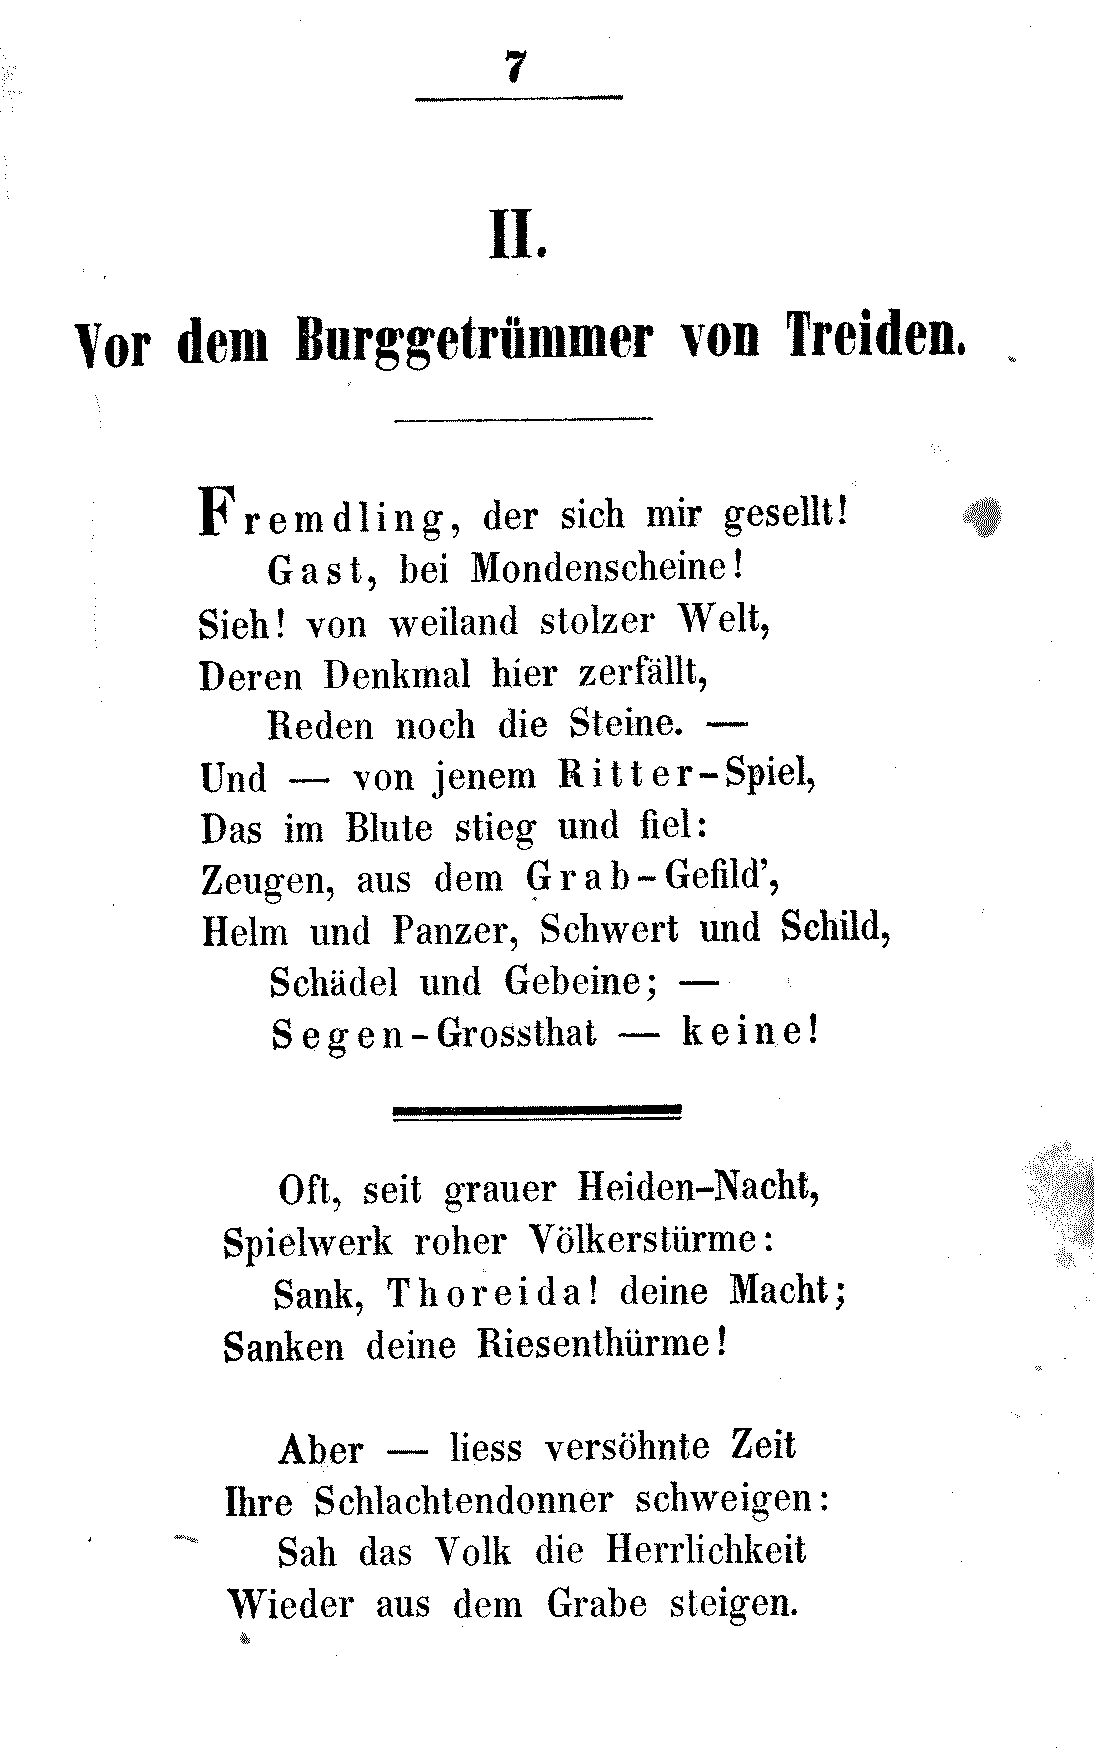 7
II.
Vor dem Burggetrümmer von Treiden.
Fremdling, der sich mir gesellt!
Gast, bei Mondenscheine!
Sieh! von weiland stolzer Welt,
Deren Denkmal hier zerfällt,
Reden noch die Steine. —
Und — von jenem Ritter-Spiel,
Das im Blute stieg und fiel:
Zeugen, aus dem Grab-Gefild’,
Helm und Panzer, Schwert und Schild,
Schädel und Gebeine; —
Segen-Grossthat — keine!
Oft, seit grauer Heiden-Nacht,
Spielwerk roher Völkerstürme:
Sank, Thoreida! deine Macht;
Sanken deine Riesenthürme!
Aber — liess versöhnte Zeit
Ihre Schlachtendonner schweigen:
Sah das Volk die Herrlichkeit
Wieder aus dem Grabe steigen.